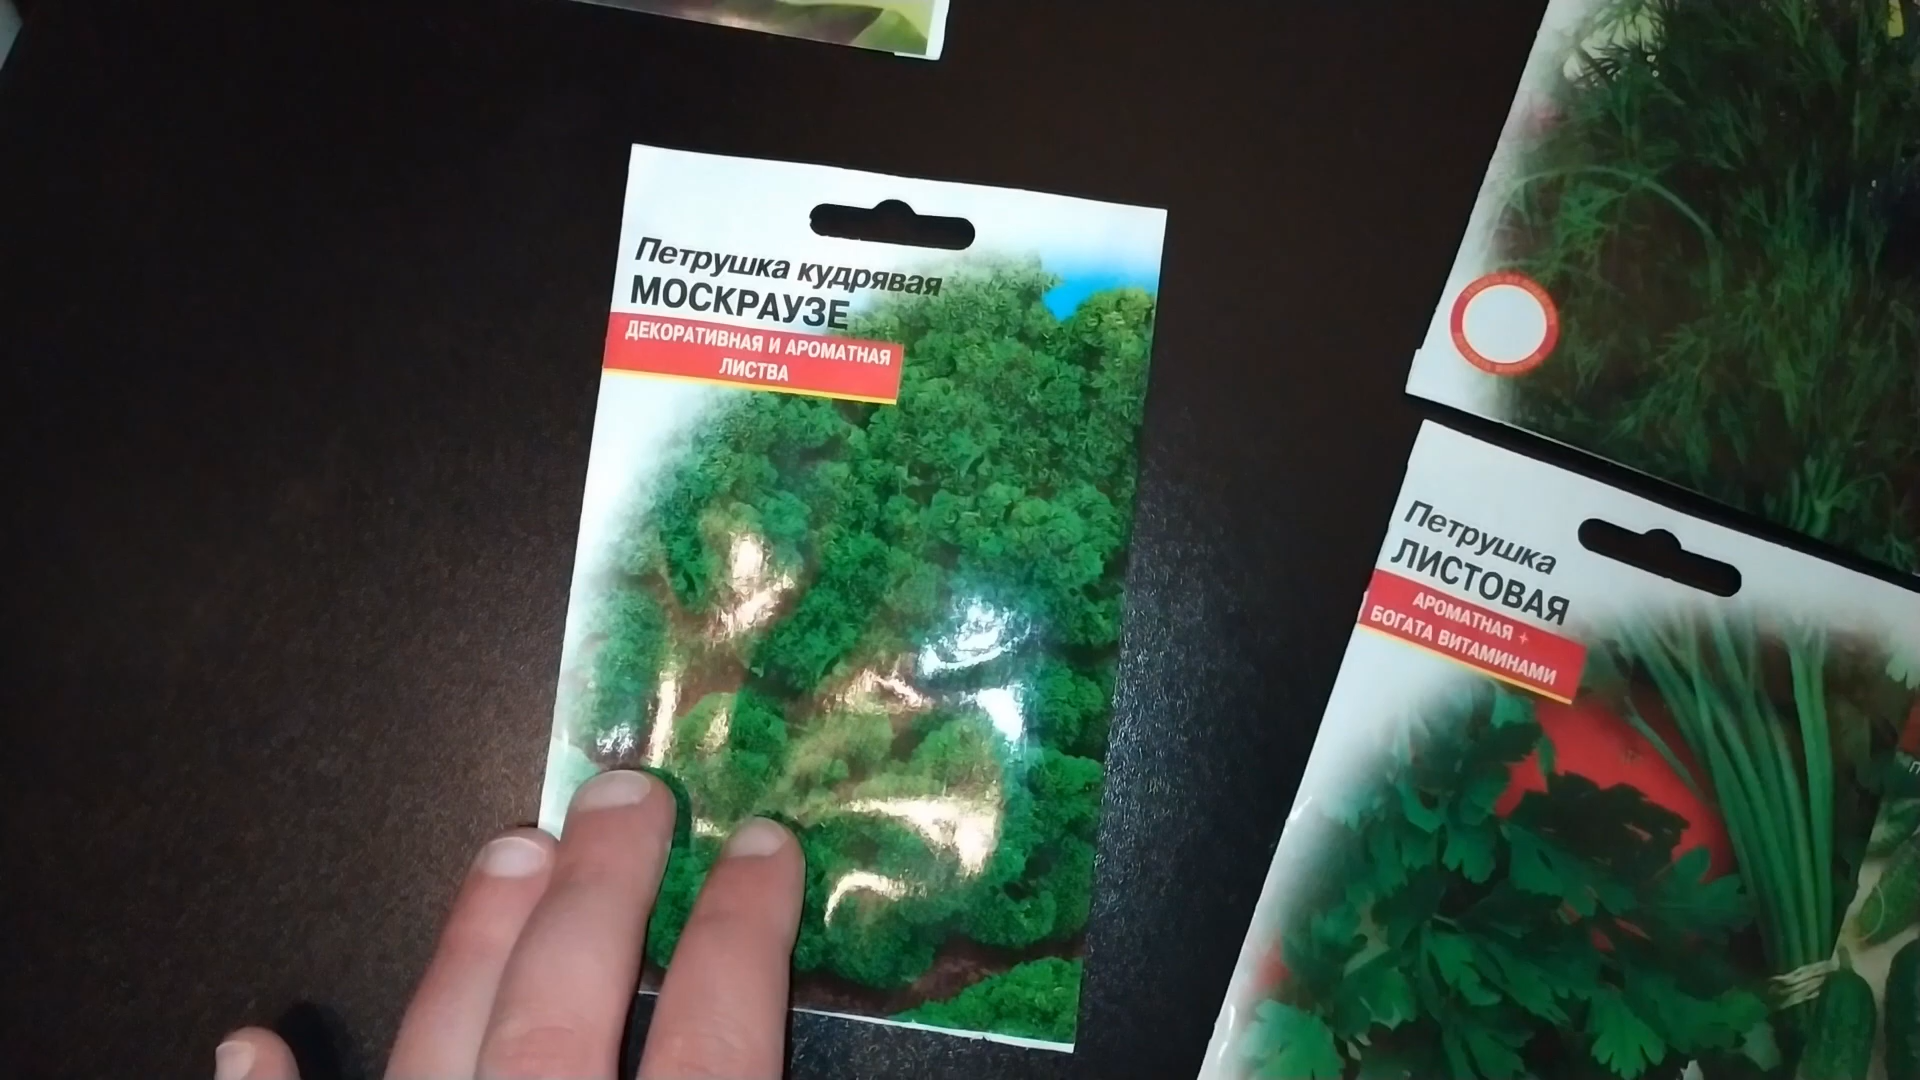 Петрушка кудрявая
МОСКРАУЗЕ
ДЕКОРАТИВНАЯ И АРОМАТНАЯ
ЛИСТВА
Петрушка
ЛИСТОВАЯ
АРОМАТНАЯ +
БОГАТА ВИТАМИНАМИ